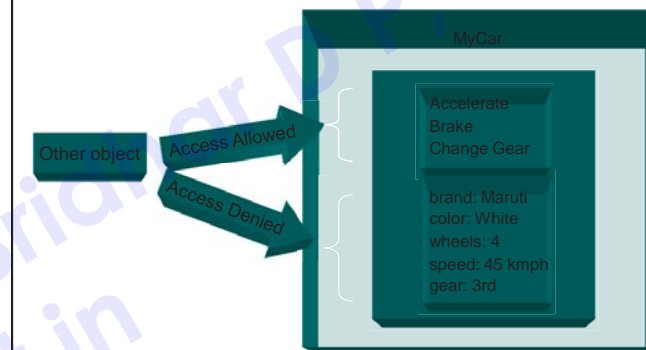 MyCar
Accelerate
Brake
Change Gear
Other object
Access Allowed
Access Denied
brand: Maruti
color: White
wheels: 4
speed: 45 kmph
gear: 3rd